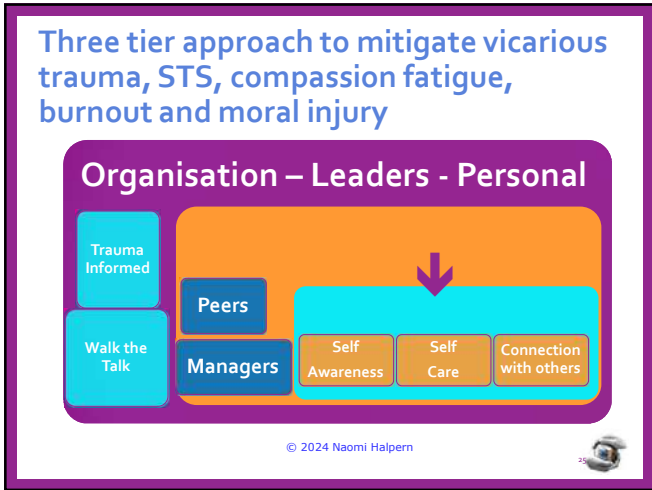 Three tier approach to mitigate vicarious
trauma, STS, compassion fatigue,
burnout and moral injury
Organisation – Leaders - Personal
Trauma
Informed
Walk the
Talk
Peers
Managers
Self
Awareness
Self
Care
Connection
with others
© 2024 Naomi Halpern
25